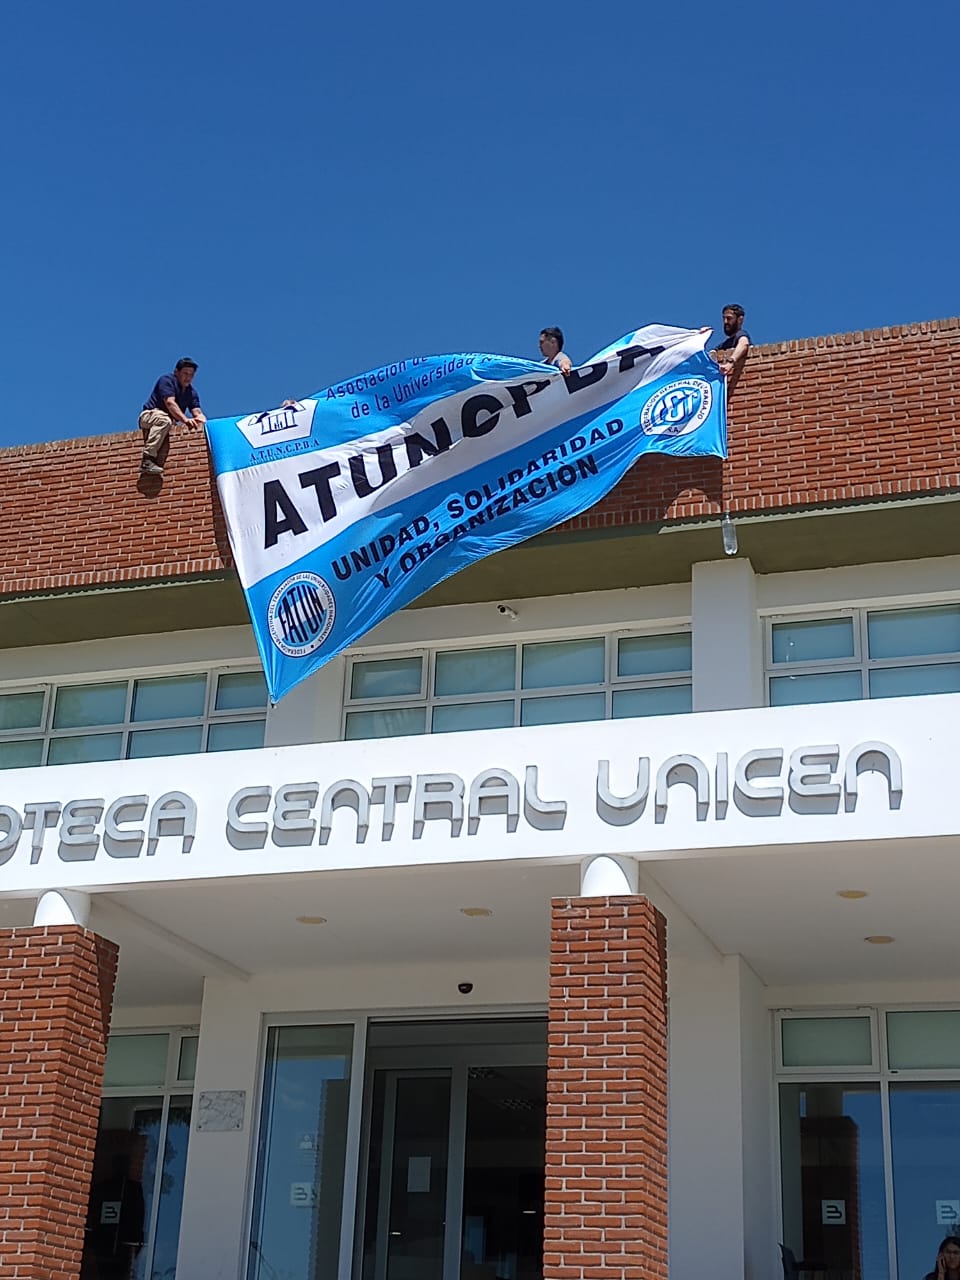 Asociación de
de la Universidad N
A.T.U.N.C.P.B.A
ATUNCPBA
UNIDAD, SOLIDARIDAD
Y ORGANIZACION
FATUN
CGT
OTECA CENTRAL UNICEN